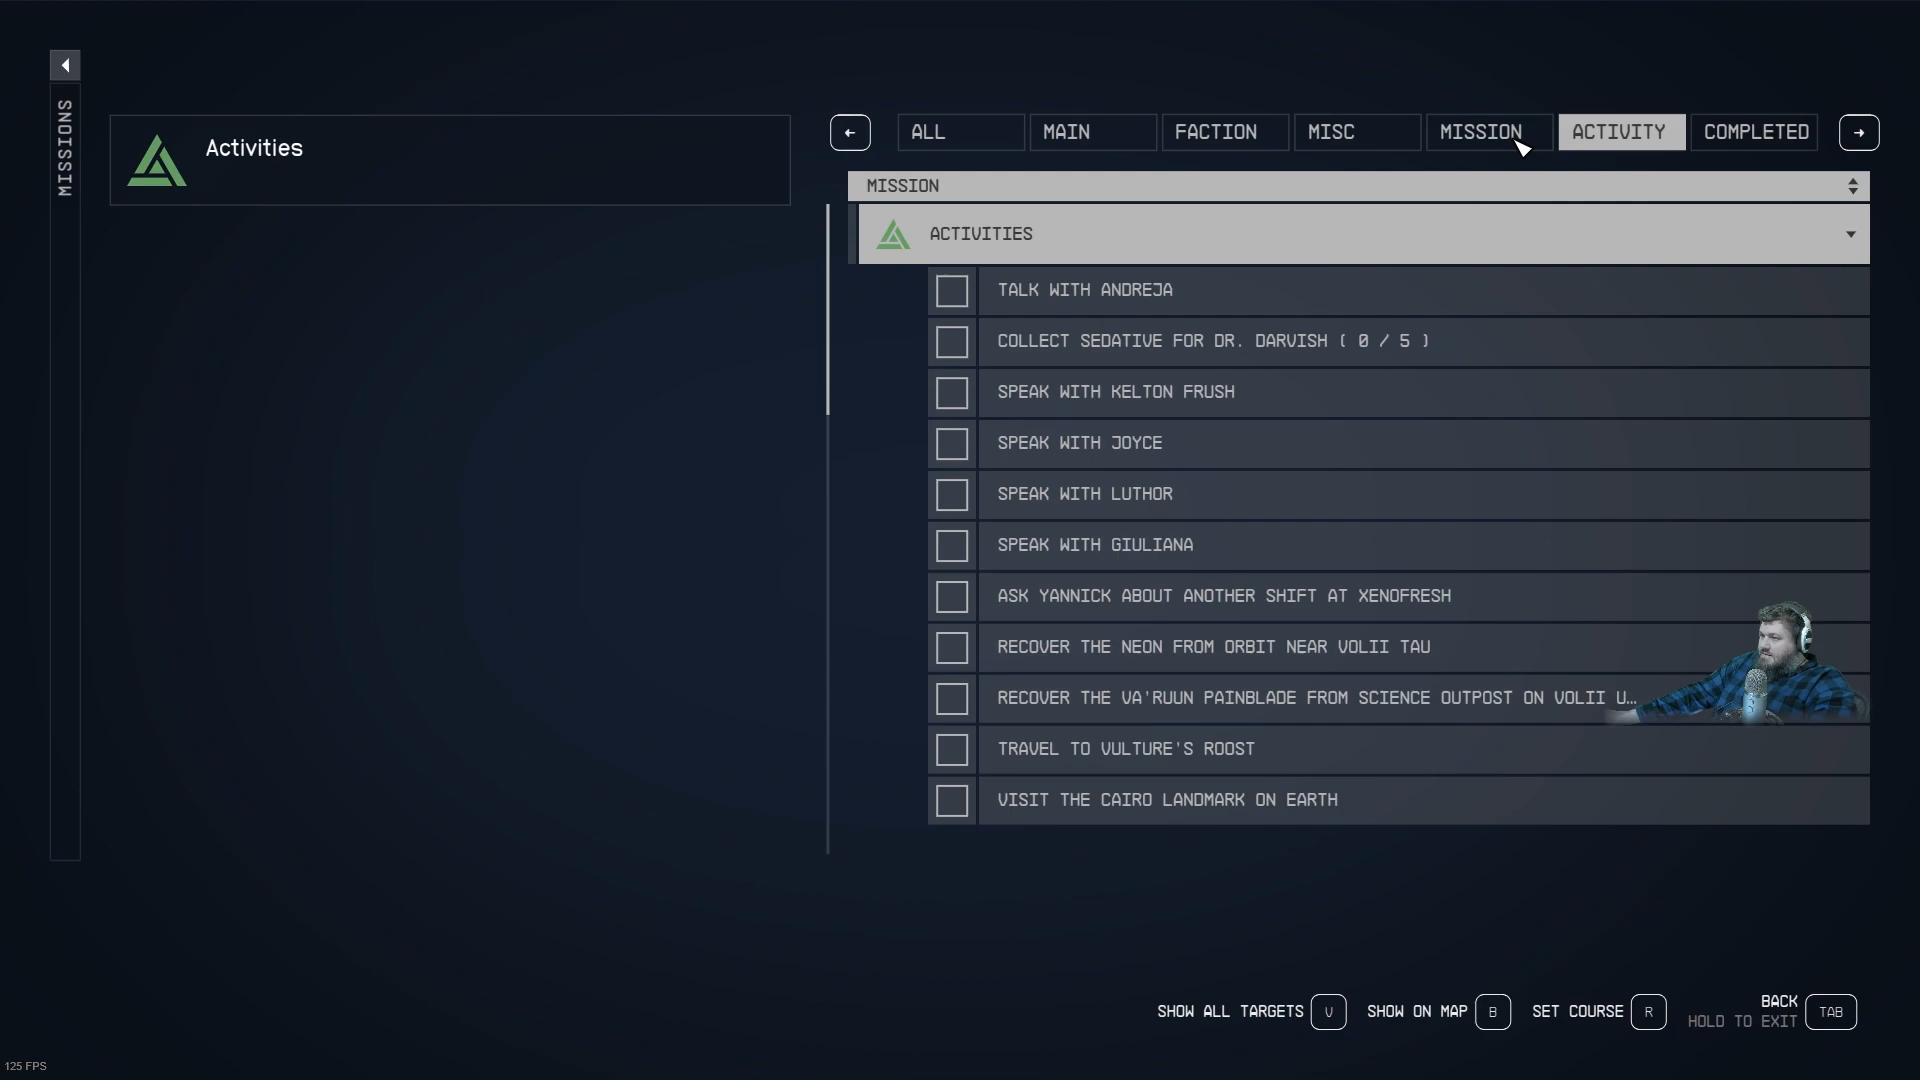 MISSIONS
Activities
ALL
MAIN
FACTION
MISC
MISSION
ACTIVITY
COMPLETED
MISSION
ACTIVITIES
TALK WITH ANDREJA
COLLECT SEDATIVE FOR DR. DARVISH ( 0 / 5 )
SPEAK WITH KELTON FRUSH
SPEAK WITH JOYCE
SPEAK WITH LUTHOR
SPEAK WITH GIULIANA
ASK YANNICK ABOUT ANOTHER SHIFT AT XENOFRESH
RECOVER THE NEON FROM ORBIT NEAR VOLII TAU
RECOVER THE VA'RUUN PAINBLADE FROM SCIENCE OUTPOST ON VOLII U...
TRAVEL TO VULTURE'S ROOST
VISIT THE CAIRO LANDMARK ON EARTH
SHOW ALL TARGETS V
SHOW ON MAP B
SET COURSE R
BACK TAB
HOLD TO EXIT
125 FPS